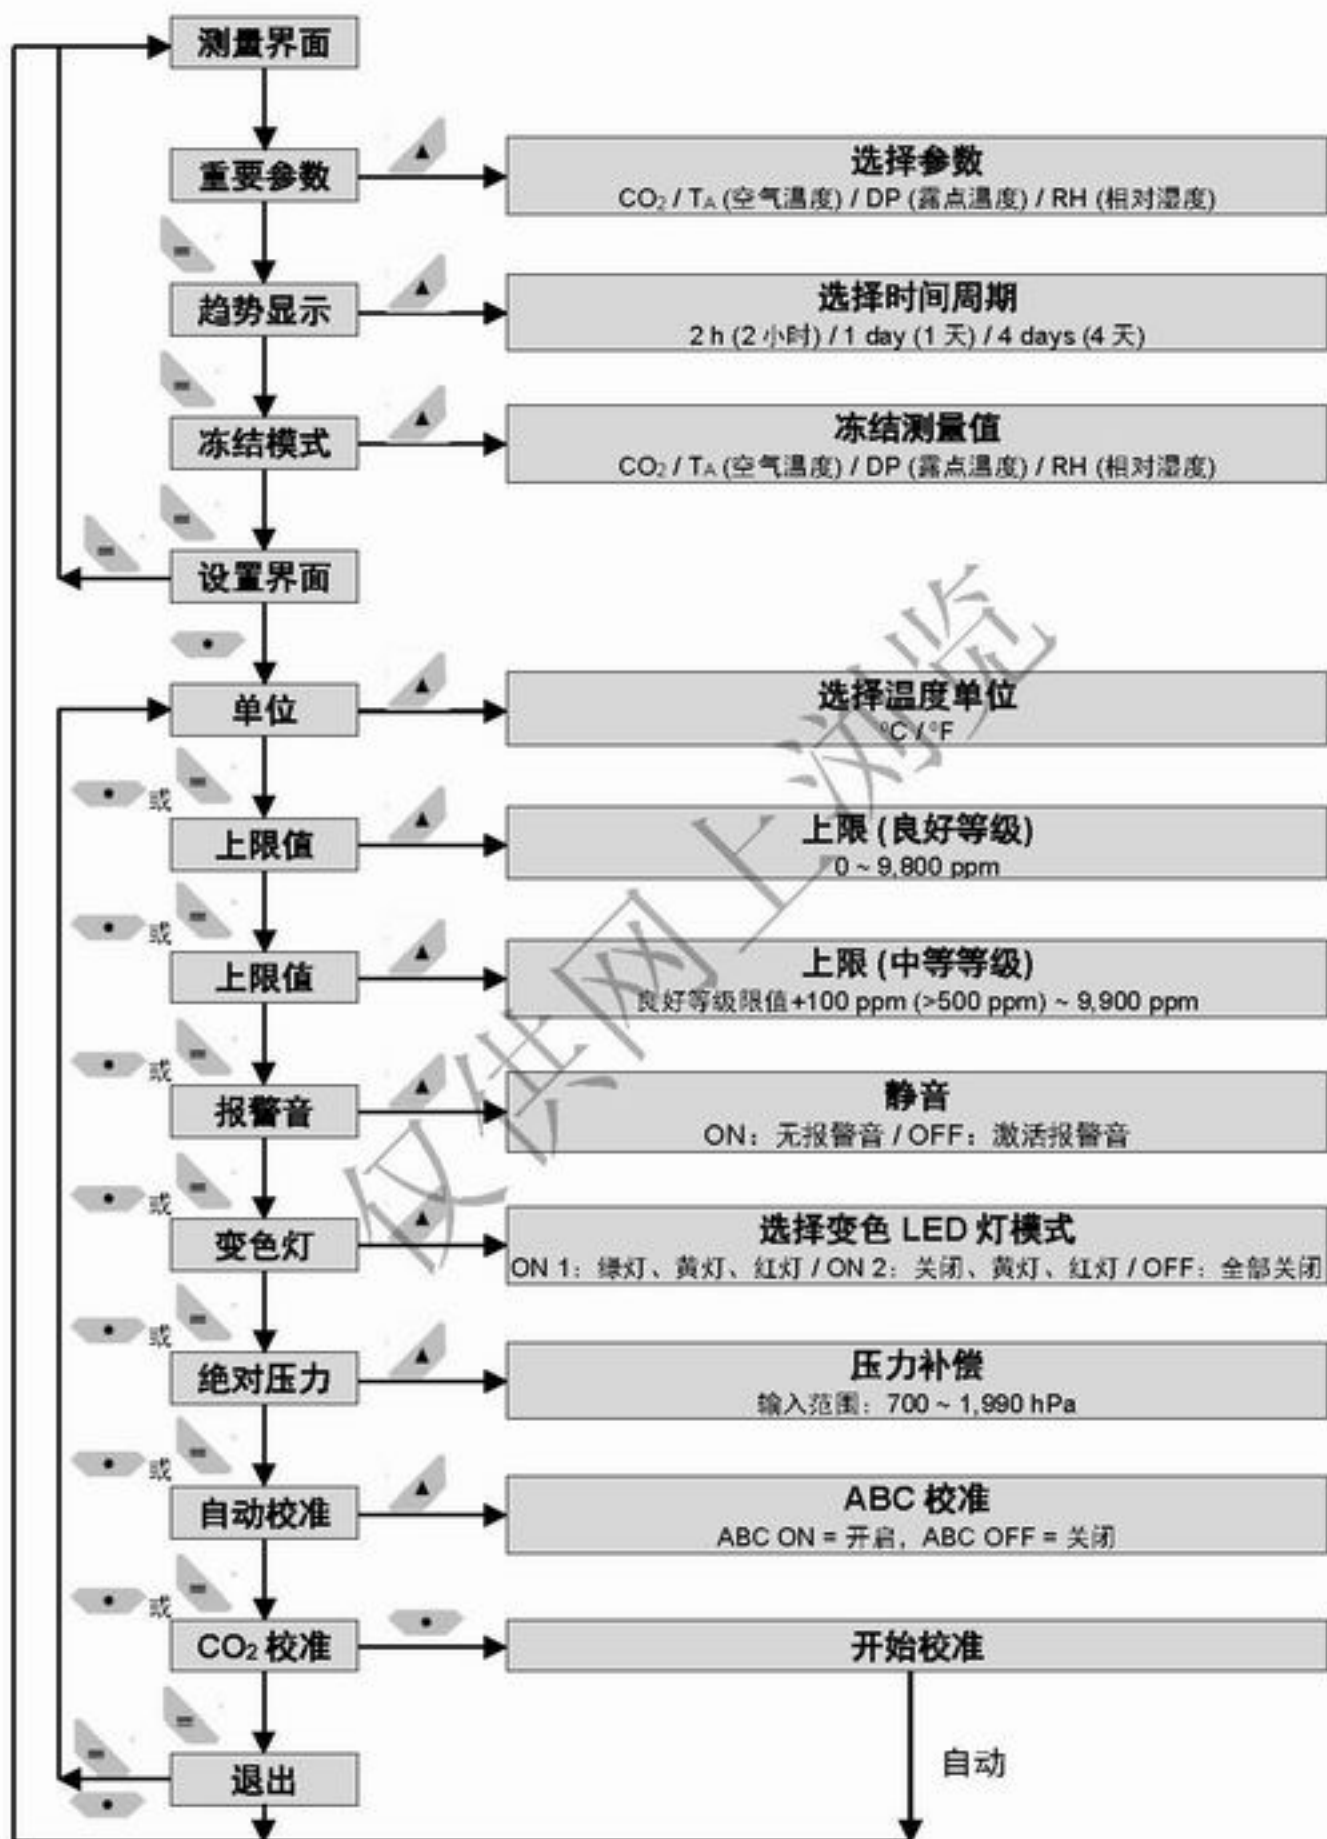 测量界面
重要参数
选择参数
CO₂ / TA (空气温度) / DP (露点温度) / RH (相对湿度)
趋势显示
选择时间周期
2 h (2 小时) / 1 day (1 天) / 4 days (4 天)
冻结模式
冻结测量值
CO₂ / TA (空气温度) / DP (露点温度) / RH (相对湿度)
设置界面
单位
选择温度单位
°C / °F
或
上限值
上限 (良好等级)
0 ~ 9,800 ppm
或
上限值
上限 (中等等级)
良好等级限值+100 ppm (>500 ppm) ~ 9,900 ppm
或
报警音
静音
ON：无报警音 / OFF：激活报警音
或
变色灯
选择变色 LED 灯模式
ON 1：绿灯、黄灯、红灯 / ON 2：关闭、黄灯、红灯 / OFF：全部关闭
或
绝对压力
压力补偿
输入范围：700 ~ 1,990 hPa
或
自动校准
ABC 校准
ABC ON = 开启，ABC OFF = 关闭
或
CO₂ 校准
开始校准
自动
退出
仅供网上浏览